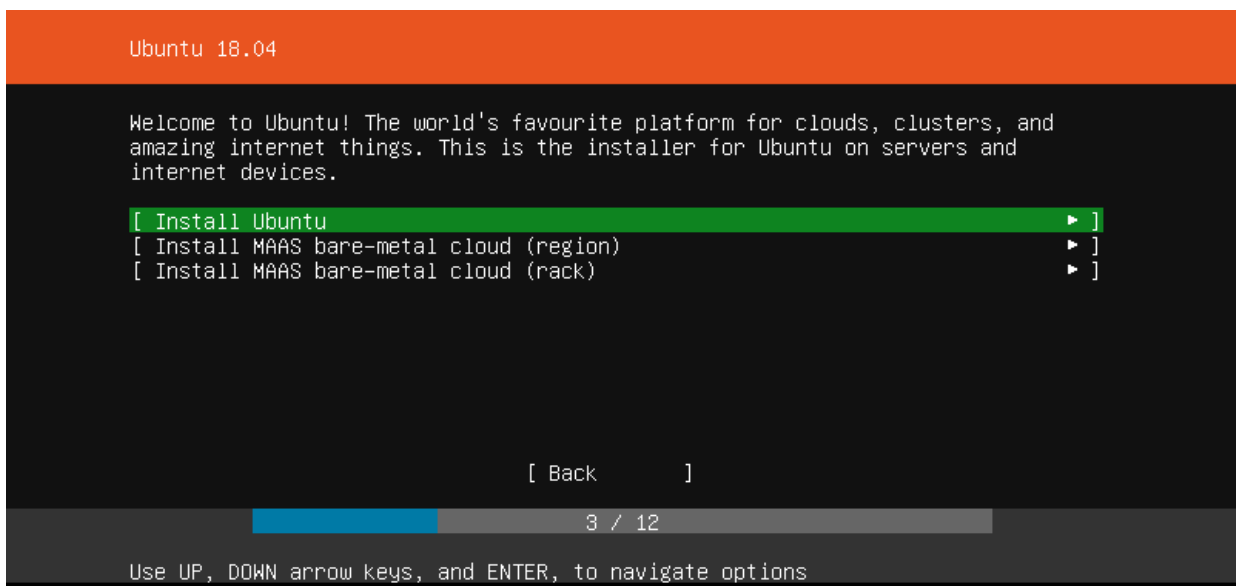 Ubuntu 18.04
Welcome to Ubuntu! The world's favourite platform for clouds, clusters, and
amazing internet things. This is the installer for Ubuntu on servers and
internet devices.
[ Install Ubuntu ► ]
[ Install MAAS bare-metal cloud (region) ► ]
[ Install MAAS bare-metal cloud (rack) ► ]
[ Back ]
3 / 12
Use UP, DOWN arrow keys, and ENTER, to navigate options